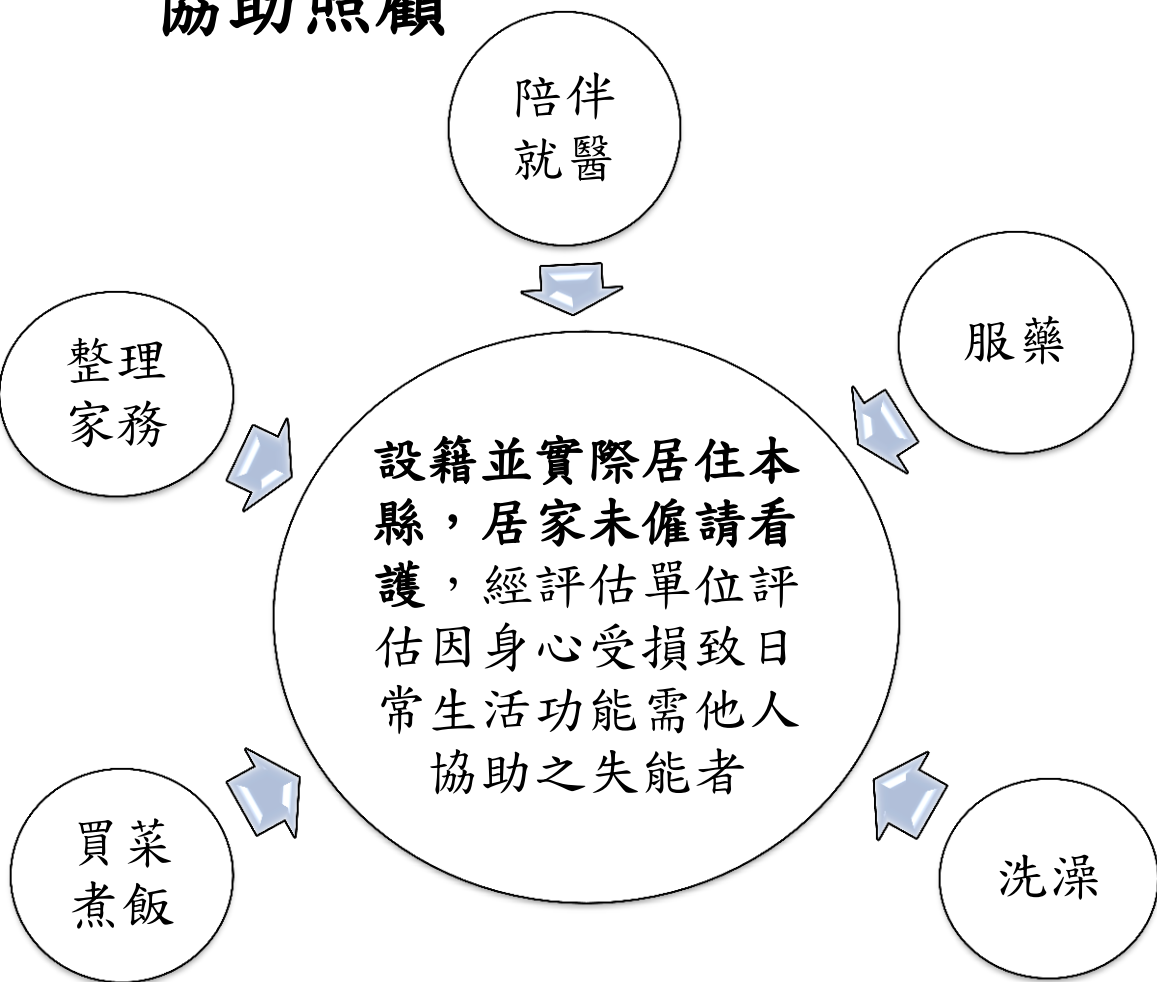 協助照顧
陪伴
就醫
整理
家務
服藥
設籍並實際居住本
縣，居家未僱請看
護，經評估單位評
估因身心受損致日
常生活功能需他人
協助之失能者
買菜
煮飯
洗澡